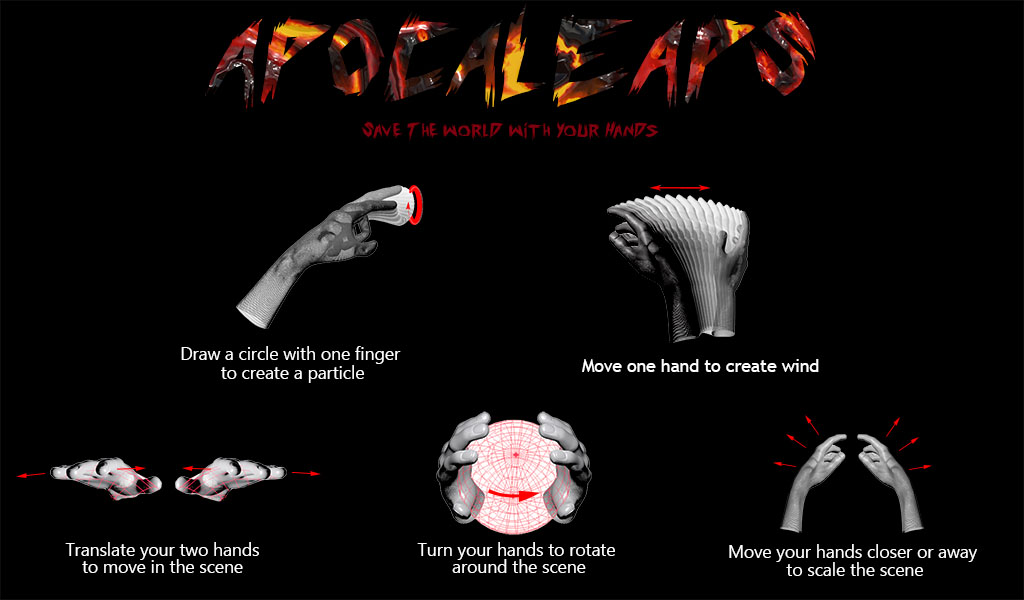 APOCALEAPS
SAVE THE WORLD WITH YOUR HANDS
Draw a circle with one finger
to create a particle
Move one hand to create wind
Translate your two hands
to move in the scene
Turn your hands to rotate
around the scene
Move your hands closer or away
to scale the scene